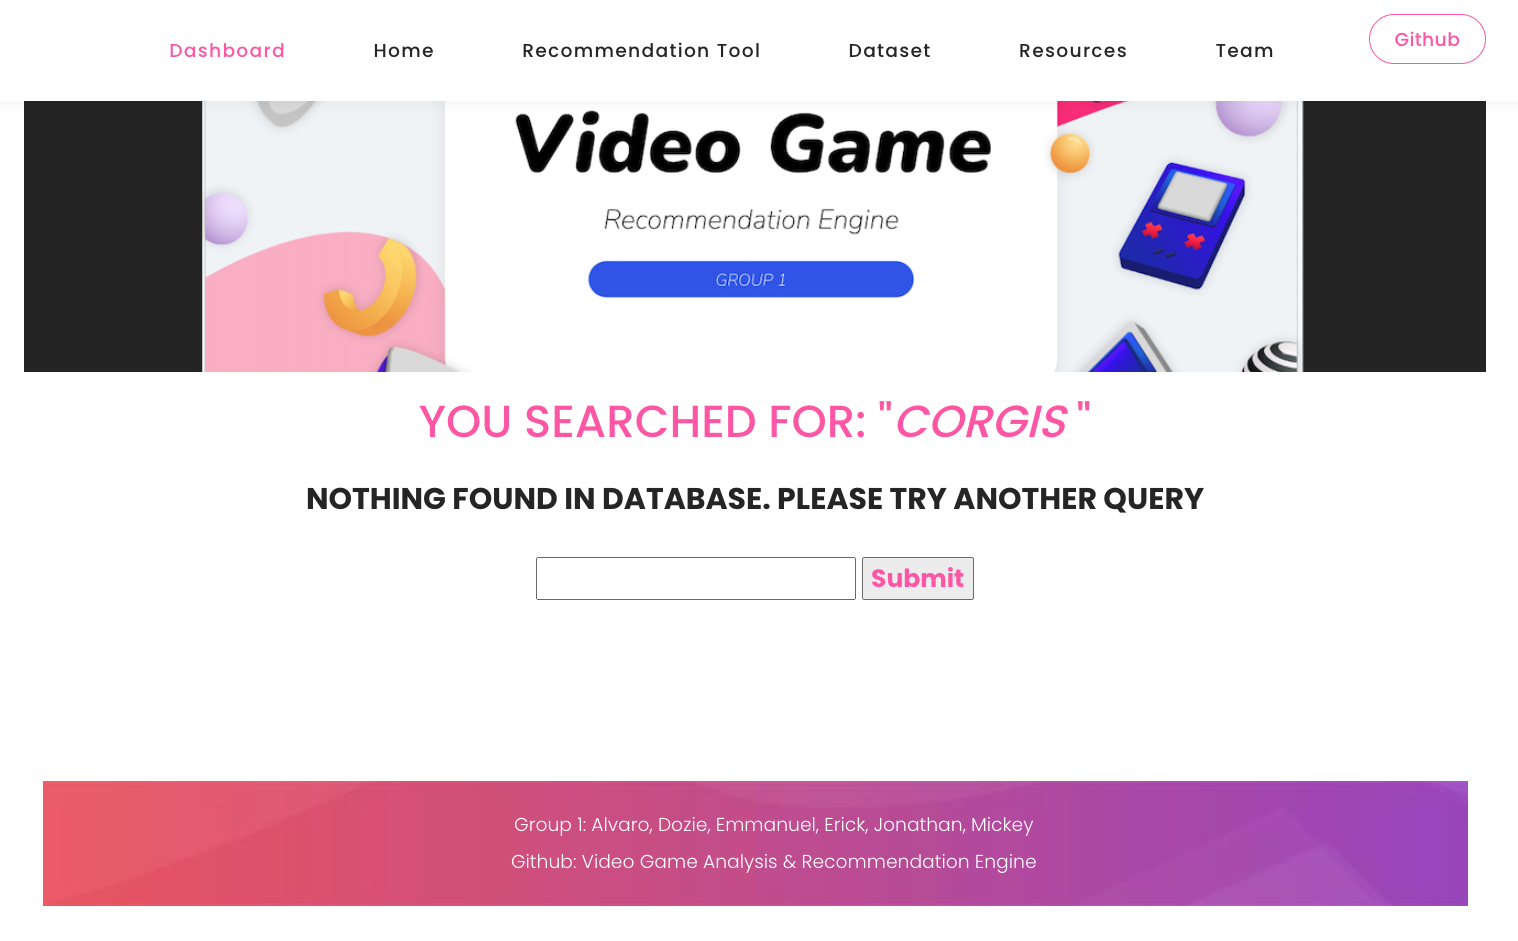 Dashboard Home Recommendation Tool Dataset Resources Team Github
Video Game
Recommendation Engine
GROUP 1
YOU SEARCHED FOR: "CORGIS "
NOTHING FOUND IN DATABASE. PLEASE TRY ANOTHER QUERY
Submit
Group 1: Alvaro, Dozie, Emmanuel, Erick, Jonathan, Mickey
Github: Video Game Analysis & Recommendation Engine